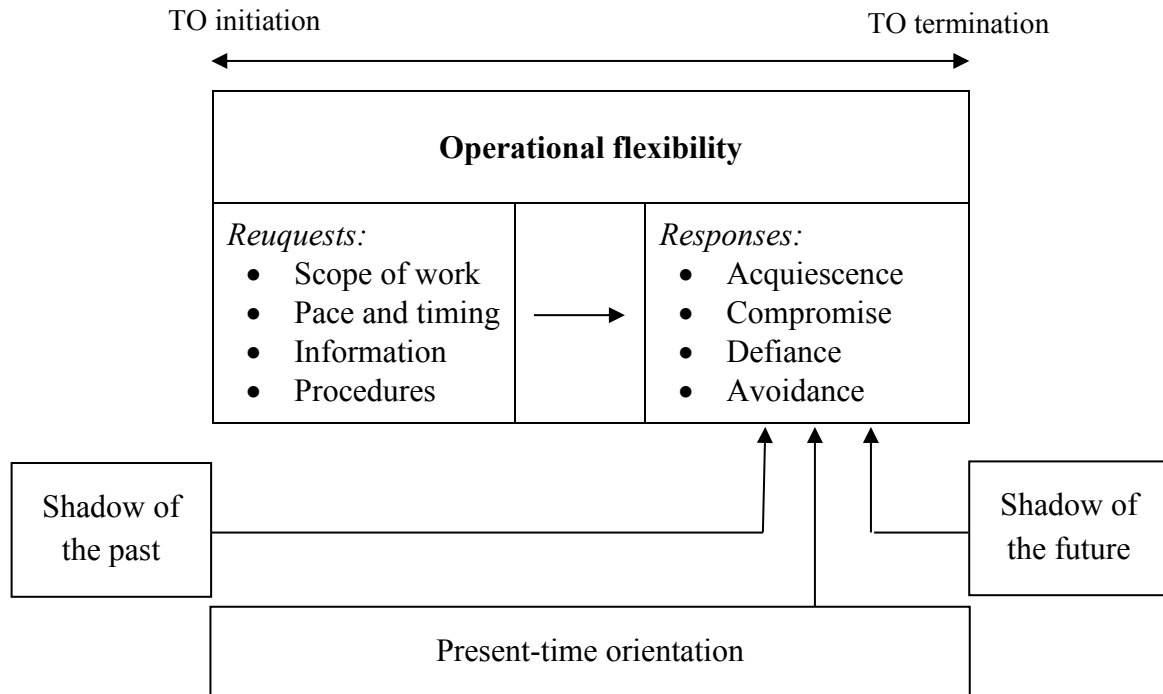 TO initiation
TO termination
Operational flexibility
Reuquests:
• Scope of work
• Pace and timing
• Information
• Procedures
Responses:
• Acquiescence
• Compromise
• Defiance
• Avoidance
Shadow of
the past
Shadow of
the future
Present-time orientation